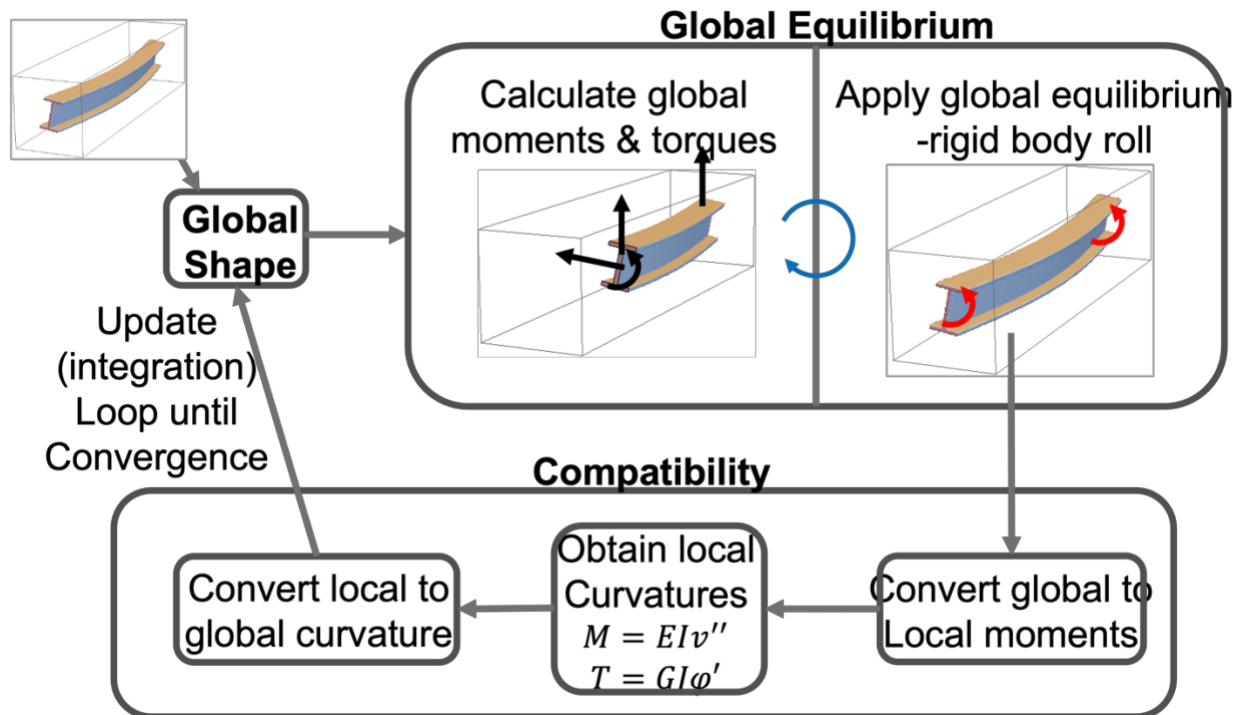 Global Equilibrium
Calculate global
moments & torques
Apply global equilibrium
-rigid body roll
Global
Shape
Update
(integration)
Loop until
Convergence
Compatibility
Convert local to
global curvature
Obtain local
Curvatures
𝑀 = 𝐸𝐼𝑣′′
𝑇 = 𝐺𝐽𝜑′
Convert global to
Local moments